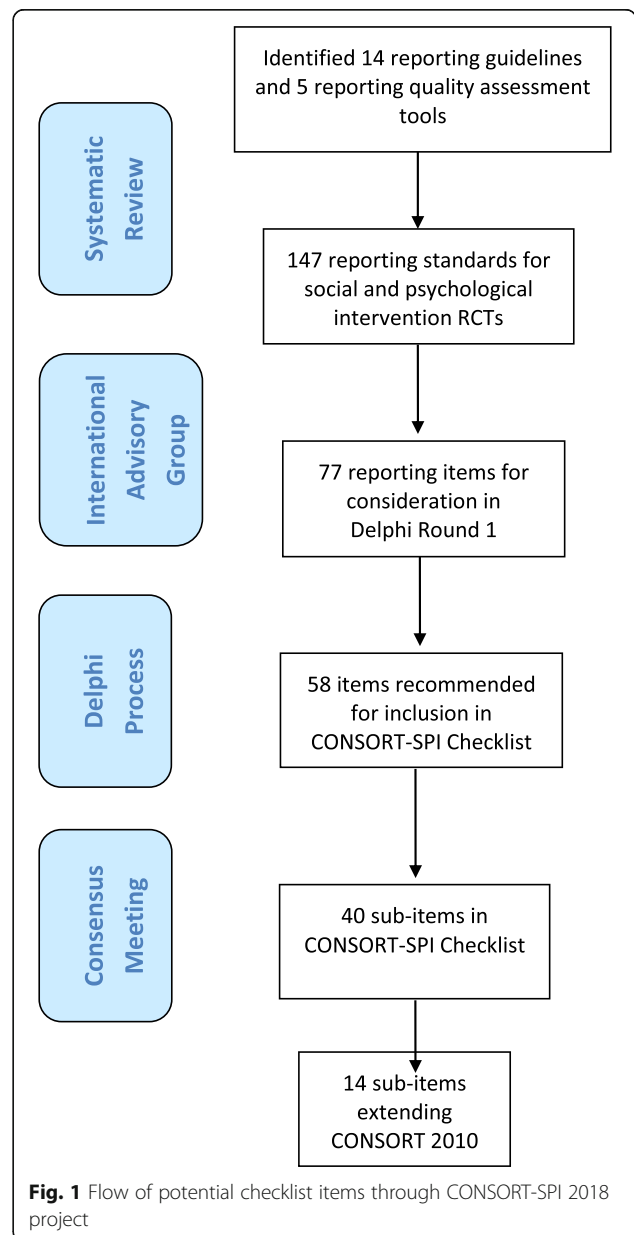 Identified 14 reporting guidelines
and 5 reporting quality assessment
tools
Systematic
Review
147 reporting standards for
social and psychological
intervention RCTs
International
Advisory
Group
77 reporting items for
consideration in
Delphi Round 1
Delphi
Process
58 items recommended
for inclusion in
CONSORT-SPI Checklist
Consensus
Meeting
40 sub-items in
CONSORT-SPI Checklist
14 sub-items
extending
CONSORT 2010
Fig. 1 Flow of potential checklist items through CONSORT-SPI 2018
project